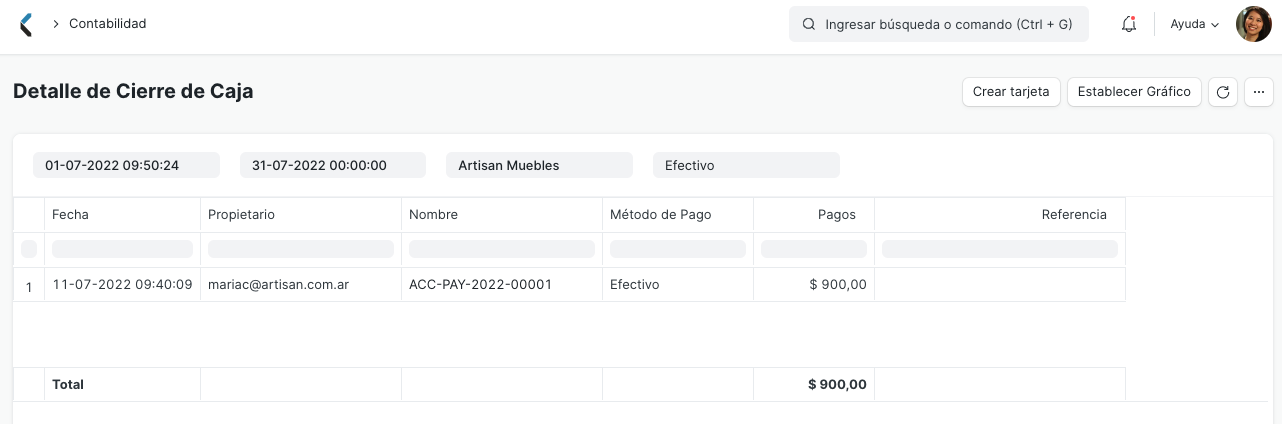 Contabilidad
Ingresar búsqueda o comando (Ctrl + G)
Ayuda
Detalle de Cierre de Caja
Crear tarjeta
Establecer Gráfico
01-07-2022 09:50:24
31-07-2022 00:00:00
Artisan Muebles
Efectivo
Fecha Propietario Nombre Método de Pago Pagos Referencia
1 11-07-2022 09:40:09 mariac@artisan.com.ar ACC-PAY-2022-00001 Efectivo $ 900,00
Total $ 900,00